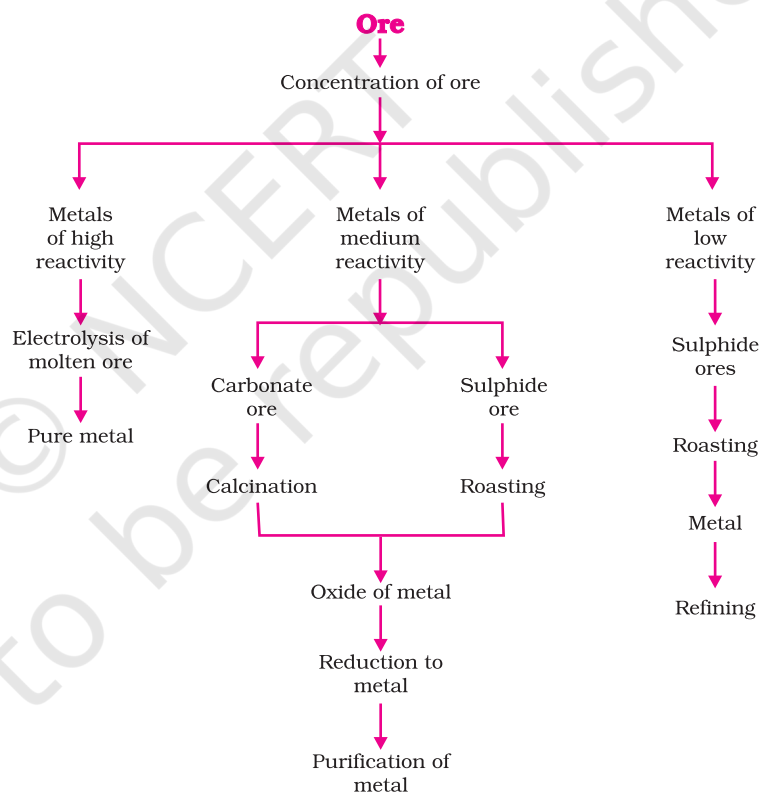 Ore
Concentration of ore
Metals
of high
reactivity
Electrolysis of
molten ore
Pure metal
Metals of
medium
reactivity
Carbonate
ore
Calcination
Sulphide
ore
Roasting
Oxide of metal
Reduction to
metal
Purification of
metal
Metals of
low
reactivity
Sulphide
ores
Roasting
Metal
Refining
© NCERT
to be republishe